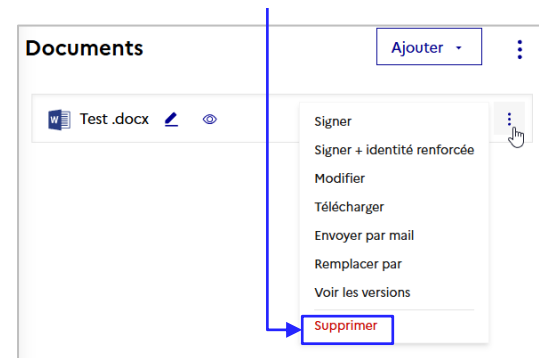 Documents
Ajouter
Test .docx
Signer
Signer + identité renforcée
Modifier
Télécharger
Envoyer par mail
Remplacer par
Voir les versions
Supprimer